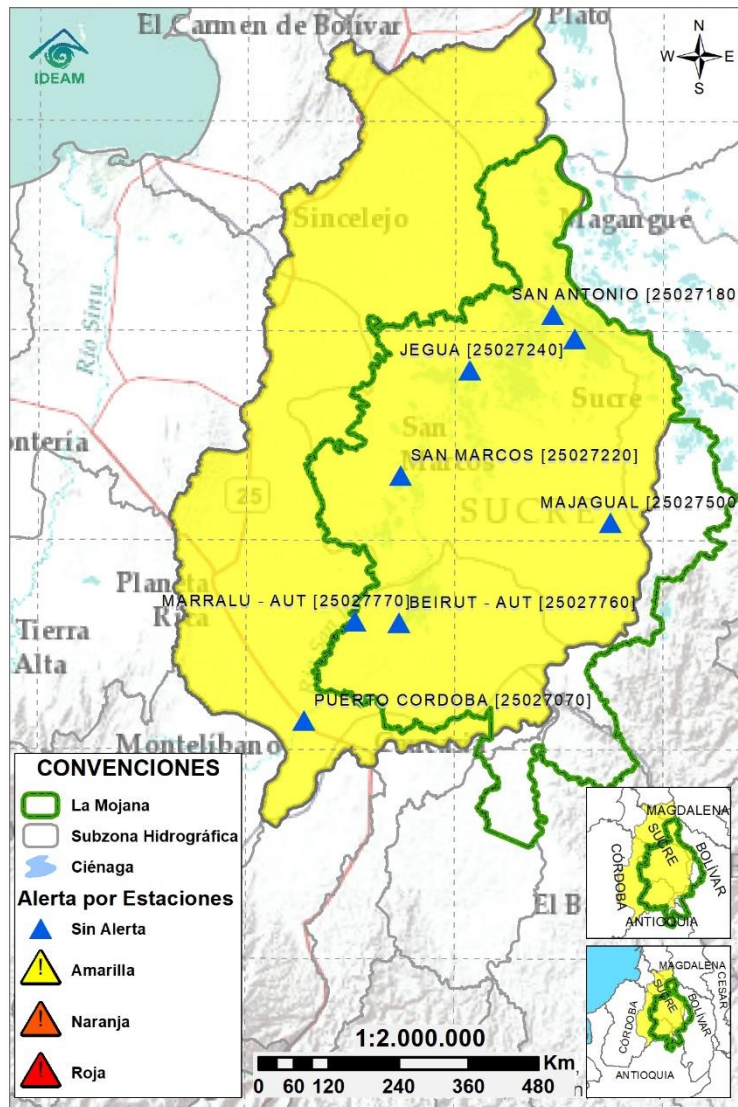 El Carmen de Bolívar
Plato
IDEAM
N
W E
S
Sincelejo
Magangué
Río Sinu
SAN ANTONIO [25027180
JEGUA [25027240]
Sucre
San
Marcos
ontería
SAN MARCOS [25027220]
25
SUCRE
MAJAGUAL [25027500
Planeta
Rica
MARRALU - AUT [25027770]
BEIRUT - AUT [25027760]
Tierra
Alta
PUERTO CORDOBA [25027070]
Montelíbano
CONVENCIONES
La Mojana
Subzona Hidrográfica
Ciénaga
Alerta por Estaciones
Sin Alerta
Amarilla
Naranja
Roja
El B
MAGDALENA
SUCRE
BOLÍVAR
CÓRDOBA
ANTIOQUIA
MAGDALENA
CESAR
SUCRE
BOLÍVAR
CÓRDOBA
ANTIOQUIA
1:2.000.000
Km
0 60 120 240 360 480